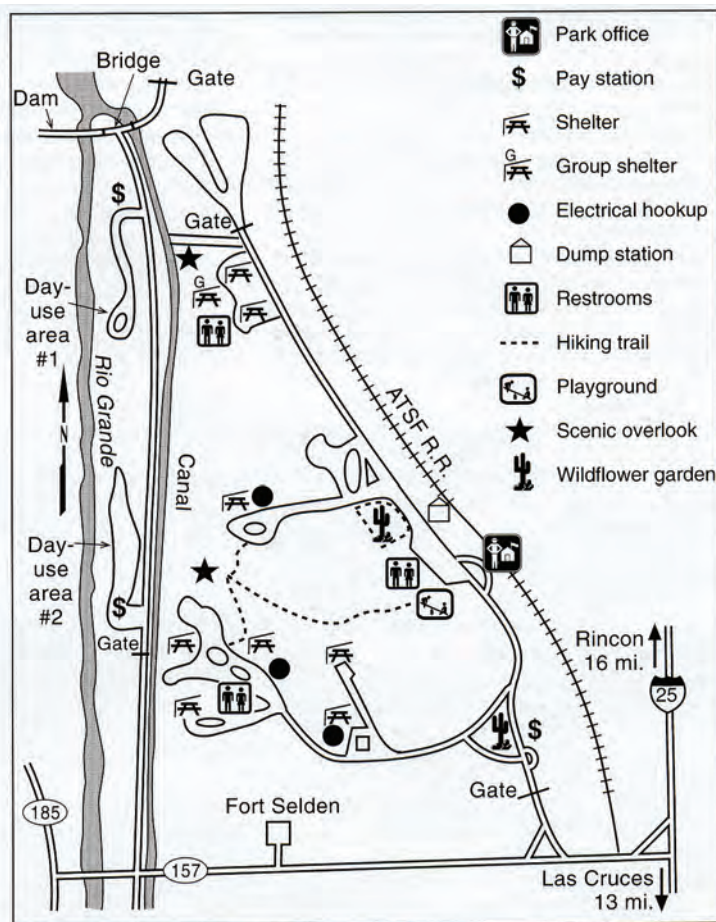 Bridge
Gate
Dam
$
Gate
Day-
use
area
#1
N
Rio Grande
Canal
ATSF R.R.
Day-
use
area
#2
$
Gate
G
Rincon
16 mi.
25
$
Gate
Fort Selden
185
157
Las Cruces
13 mi.
Park office
$ Pay station
Shelter
G
Group shelter
Electrical hookup
Dump station
Restrooms
Hiking trail
Playground
Scenic overlook
Wildflower garden